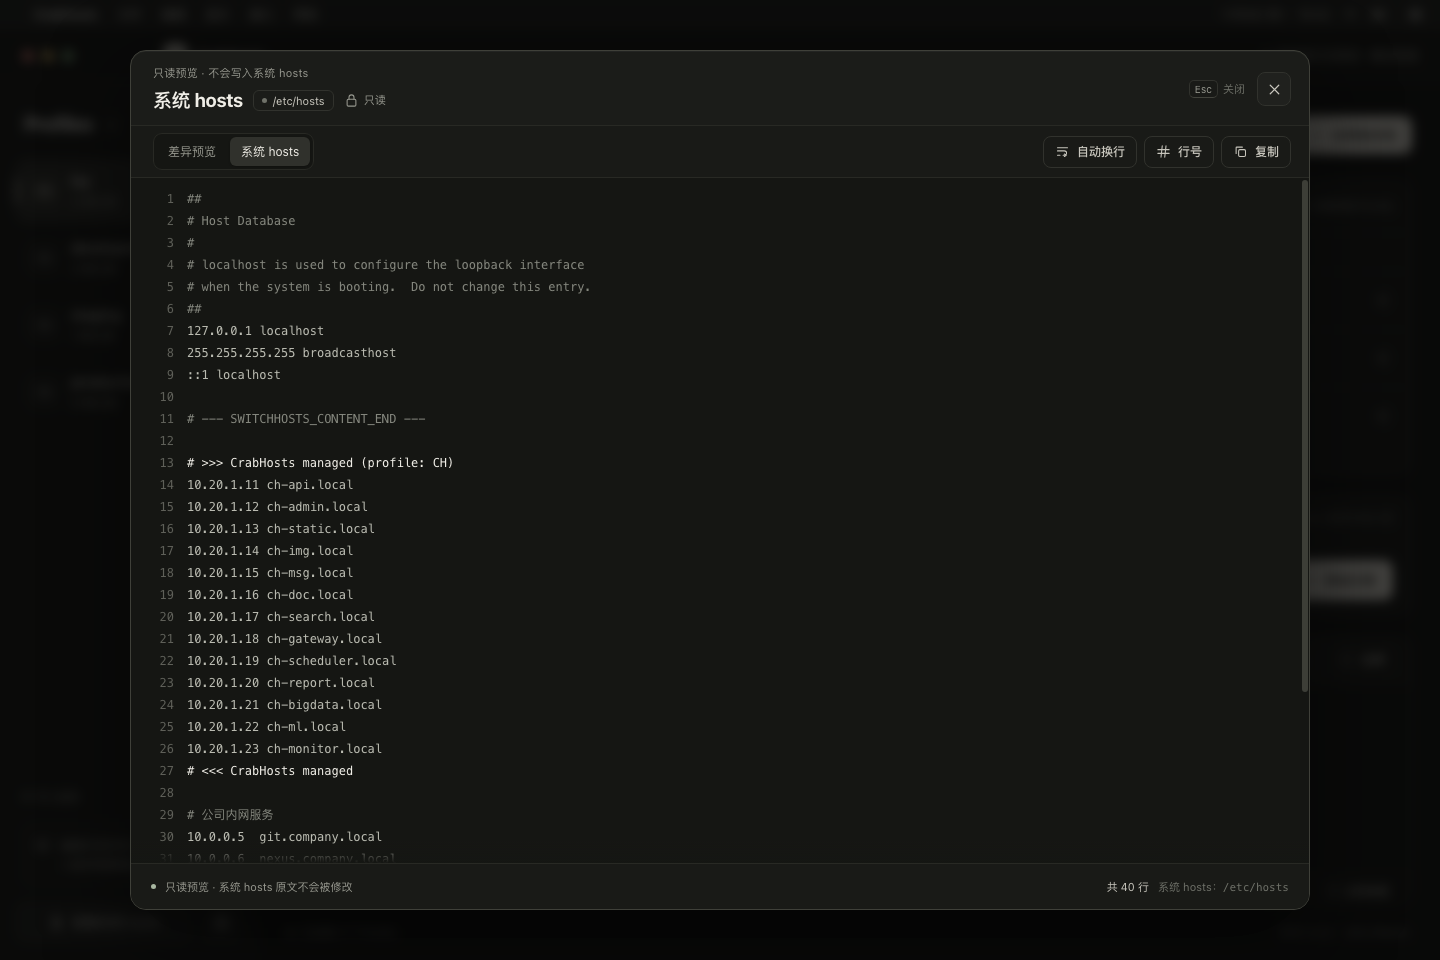 只读预览 · 不会写入系统 hosts
系统 hosts
/etc/hosts
只读
Esc 关闭
差异预览
系统 hosts
自动换行
行号
复制
1 ##
2 # Host Database
3 #
4 # localhost is used to configure the loopback interface
5 # when the system is booting.  Do not change this entry.
6 ##
7 127.0.0.1 localhost
8 255.255.255.255 broadcasthost
9 ::1 localhost
10
11 # --- SWITCHHOSTS_CONTENT_END ---
12
13 # >>> CrabHosts managed (profile: CH)
14 10.20.1.11 ch-api.local
15 10.20.1.12 ch-admin.local
16 10.20.1.13 ch-static.local
17 10.20.1.14 ch-img.local
18 10.20.1.15 ch-msg.local
19 10.20.1.16 ch-doc.local
20 10.20.1.17 ch-search.local
21 10.20.1.18 ch-gateway.local
22 10.20.1.19 ch-scheduler.local
23 10.20.1.20 ch-report.local
24 10.20.1.21 ch-bigdata.local
25 10.20.1.22 ch-ml.local
26 10.20.1.23 ch-monitor.local
27 # <<< CrabHosts managed
28
29 # 公司内网服务
30 10.0.0.5  git.company.local
31 10.0.0.6  nexus.company.local
只读预览 · 系统 hosts 原文不会被修改
共 40 行
系统 hosts: /etc/hosts